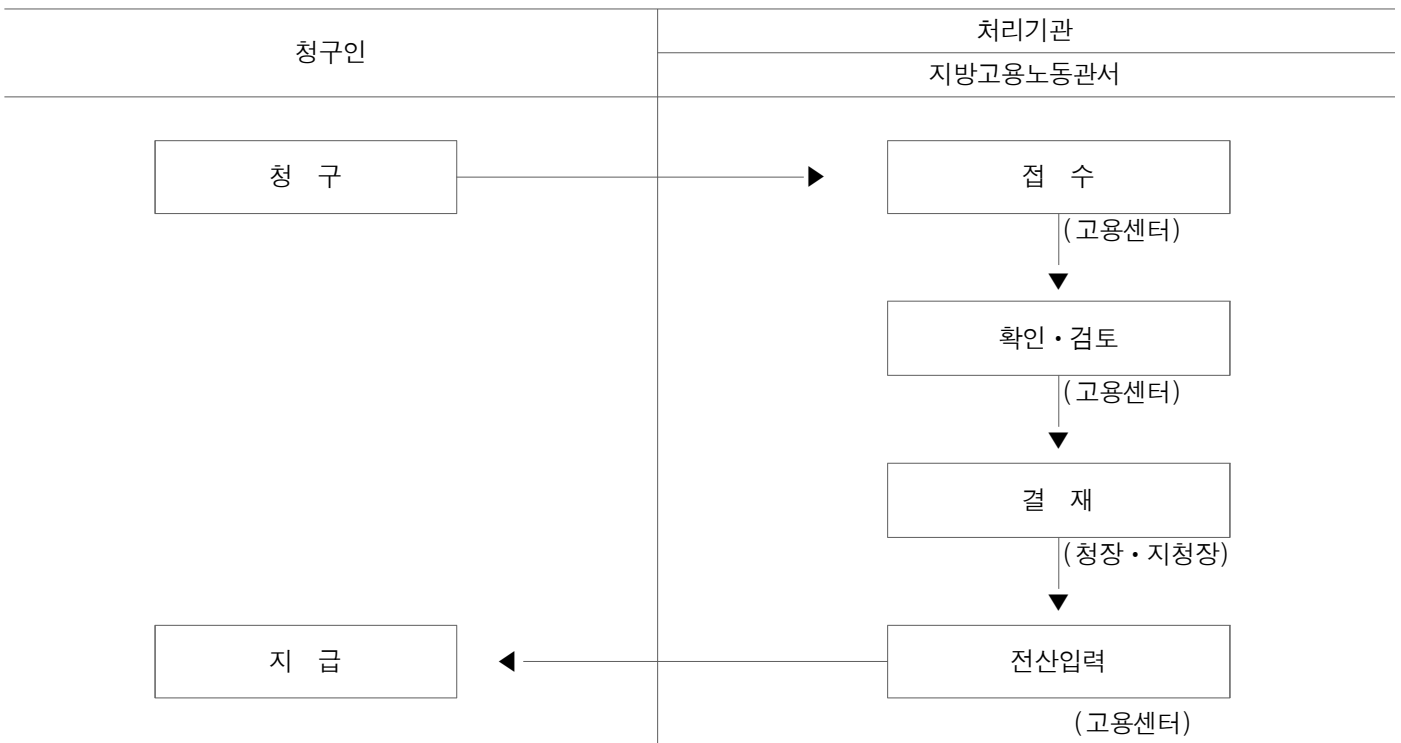 청구인
처리기관
지방고용노동관서
청 구
접 수
(고용센터)
확인·검토
(고용센터)
결 재
(청장·지청장)
지 급
전산입력
(고용센터)